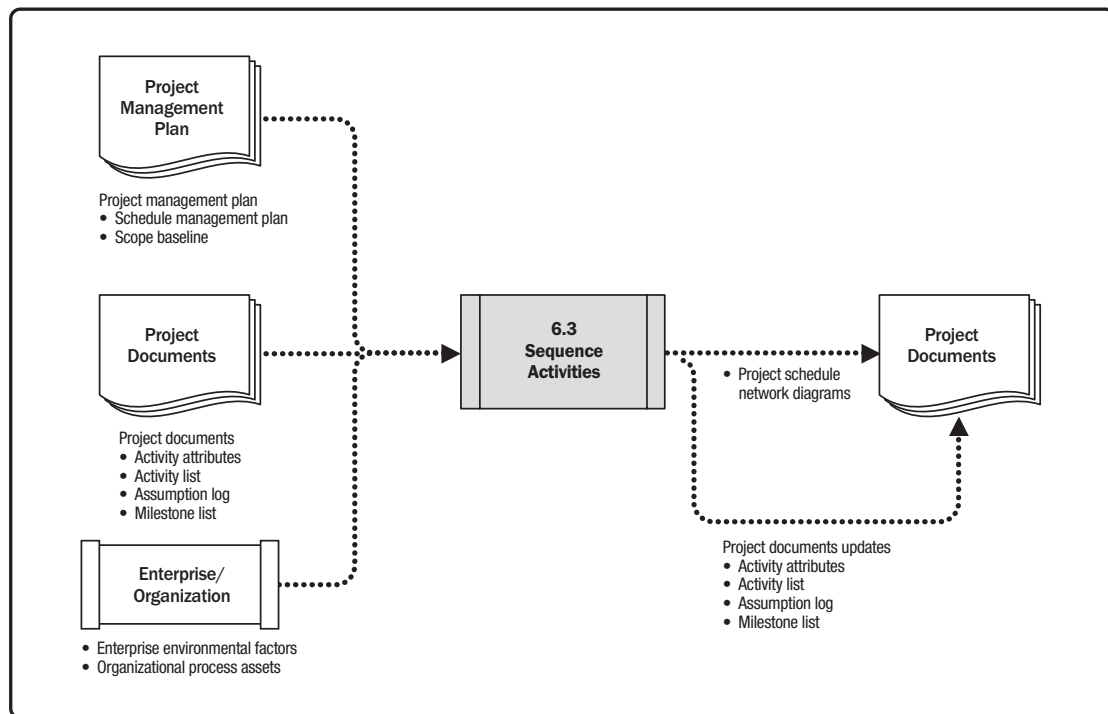 Project
Management
Plan
Project management plan
• Schedule management plan
• Scope baseline
Project
Documents
Project documents
• Activity attributes
• Activity list
• Assumption log
• Milestone list
Enterprise/
Organization
• Enterprise environmental factors
• Organizational process assets
6.3
Sequence
Activities
• Project schedule
network diagrams
Project
Documents
Project documents updates
• Activity attributes
• Activity list
• Assumption log
• Milestone list